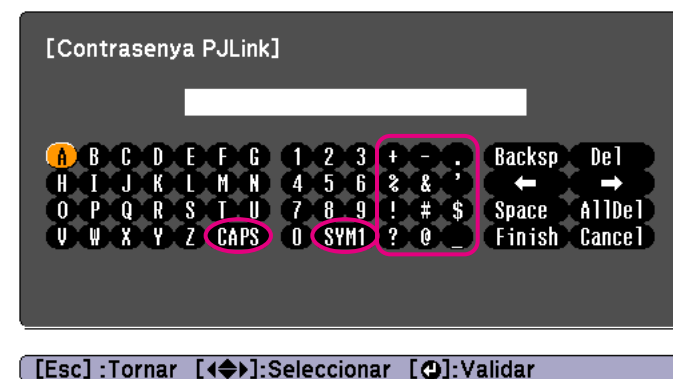 [Contrasenya PJLink]
A B C D E F G 1 2 3 + - . Backsp Del
H I J K L M N 4 5 6 % & ’ ← →
O P Q R S T U 7 8 9 ! # $ Space AllDel
V W X Y Z CAPS 0 SYM1 ? @ _ Finish Cancel
[Esc] :Tornar [◀◆▶]:Seleccionar [↵]:Validar